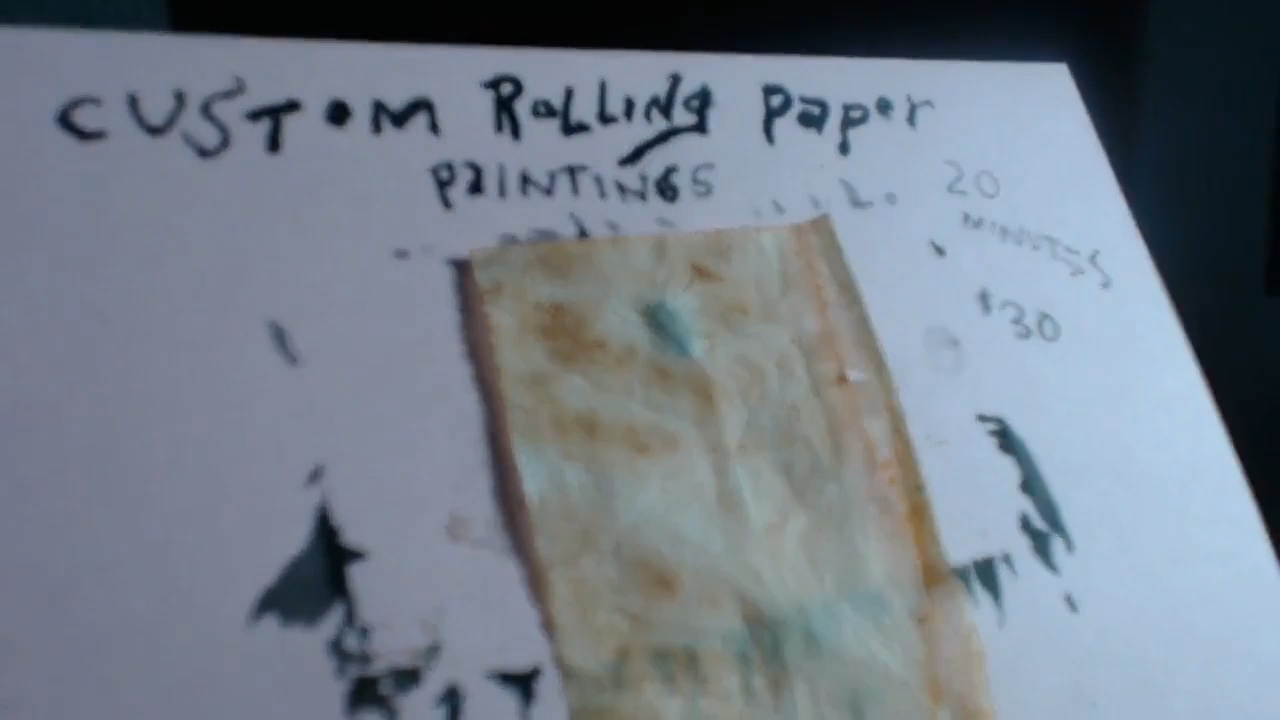 CUSTOM ROLLING PaPer
PaINTINGS
20
MINUTES
$30